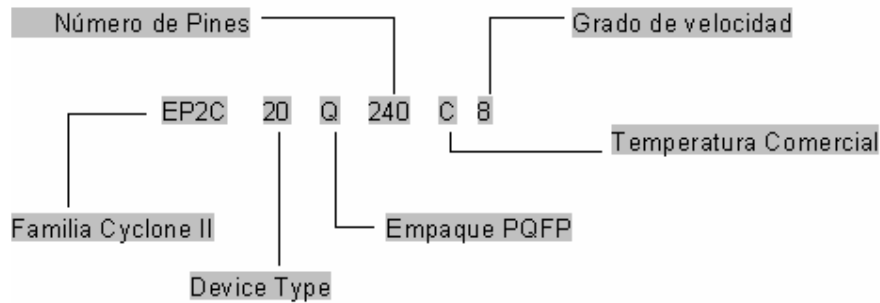 Número de Pines Grado de velocidad
EP2C 20 Q 240 C 8
Temperatura Comercial
Familia Cyclone II Empaque PQFP
Device Type